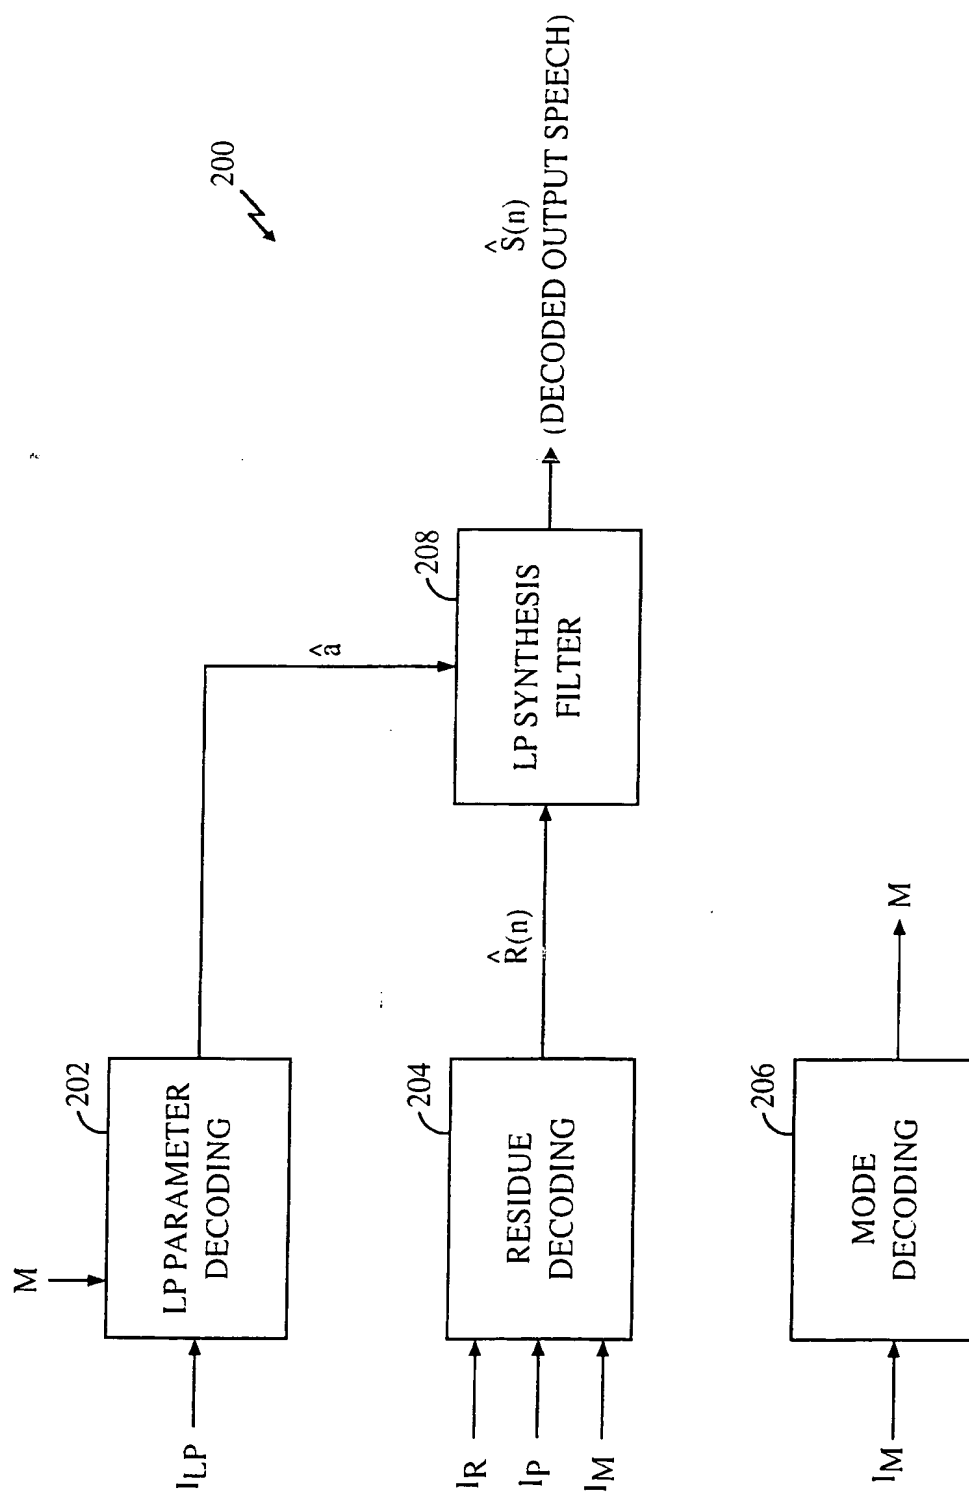 200
M
I_LP
LP PARAMETER
DECODING
202
â
I_R
I_P
I_M
RESIDUE
DECODING
204
R̂(n)
LP SYNTHESIS
FILTER
208
Ŝ(n)
(DECODED OUTPUT SPEECH)
I_M
MODE
DECODING
206
M